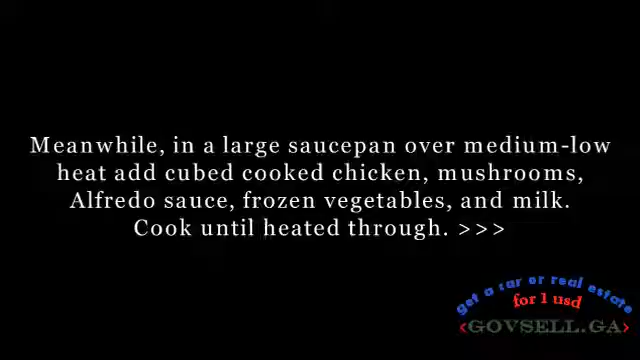 Meanwhile, in a large saucepan over medium-low
heat add cubed cooked chicken, mushrooms,
Alfredo sauce, frozen vegetables, and milk.
Cook until heated through. >>>
get a car or real estate
for 1 usd
<GOVSELL.GA>